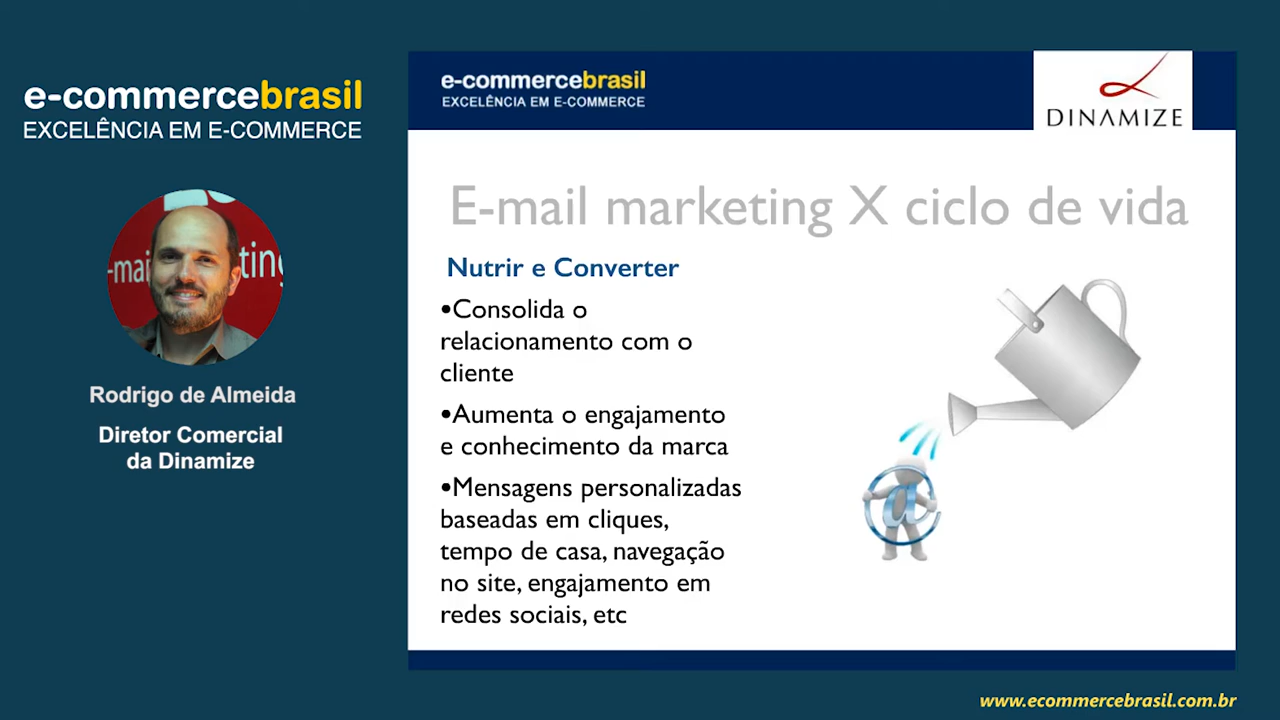 e-commercebrasil
EXCELÊNCIA EM E-COMMERCE
-mai
ting
Rodrigo de Almeida
Diretor Comercial
da Dinamize
e-commercebrasil
EXCELÊNCIA EM E-COMMERCE
DINAMIZE
E-mail marketing X ciclo de vida
Nutrir e Converter
•Consolida o
relacionamento com o
cliente
•Aumenta o engajamento
e conhecimento da marca
•Mensagens personalizadas
baseadas em cliques,
tempo de casa, navegação
no site, engajamento em
redes sociais, etc
@
www.ecommercebrasil.com.br